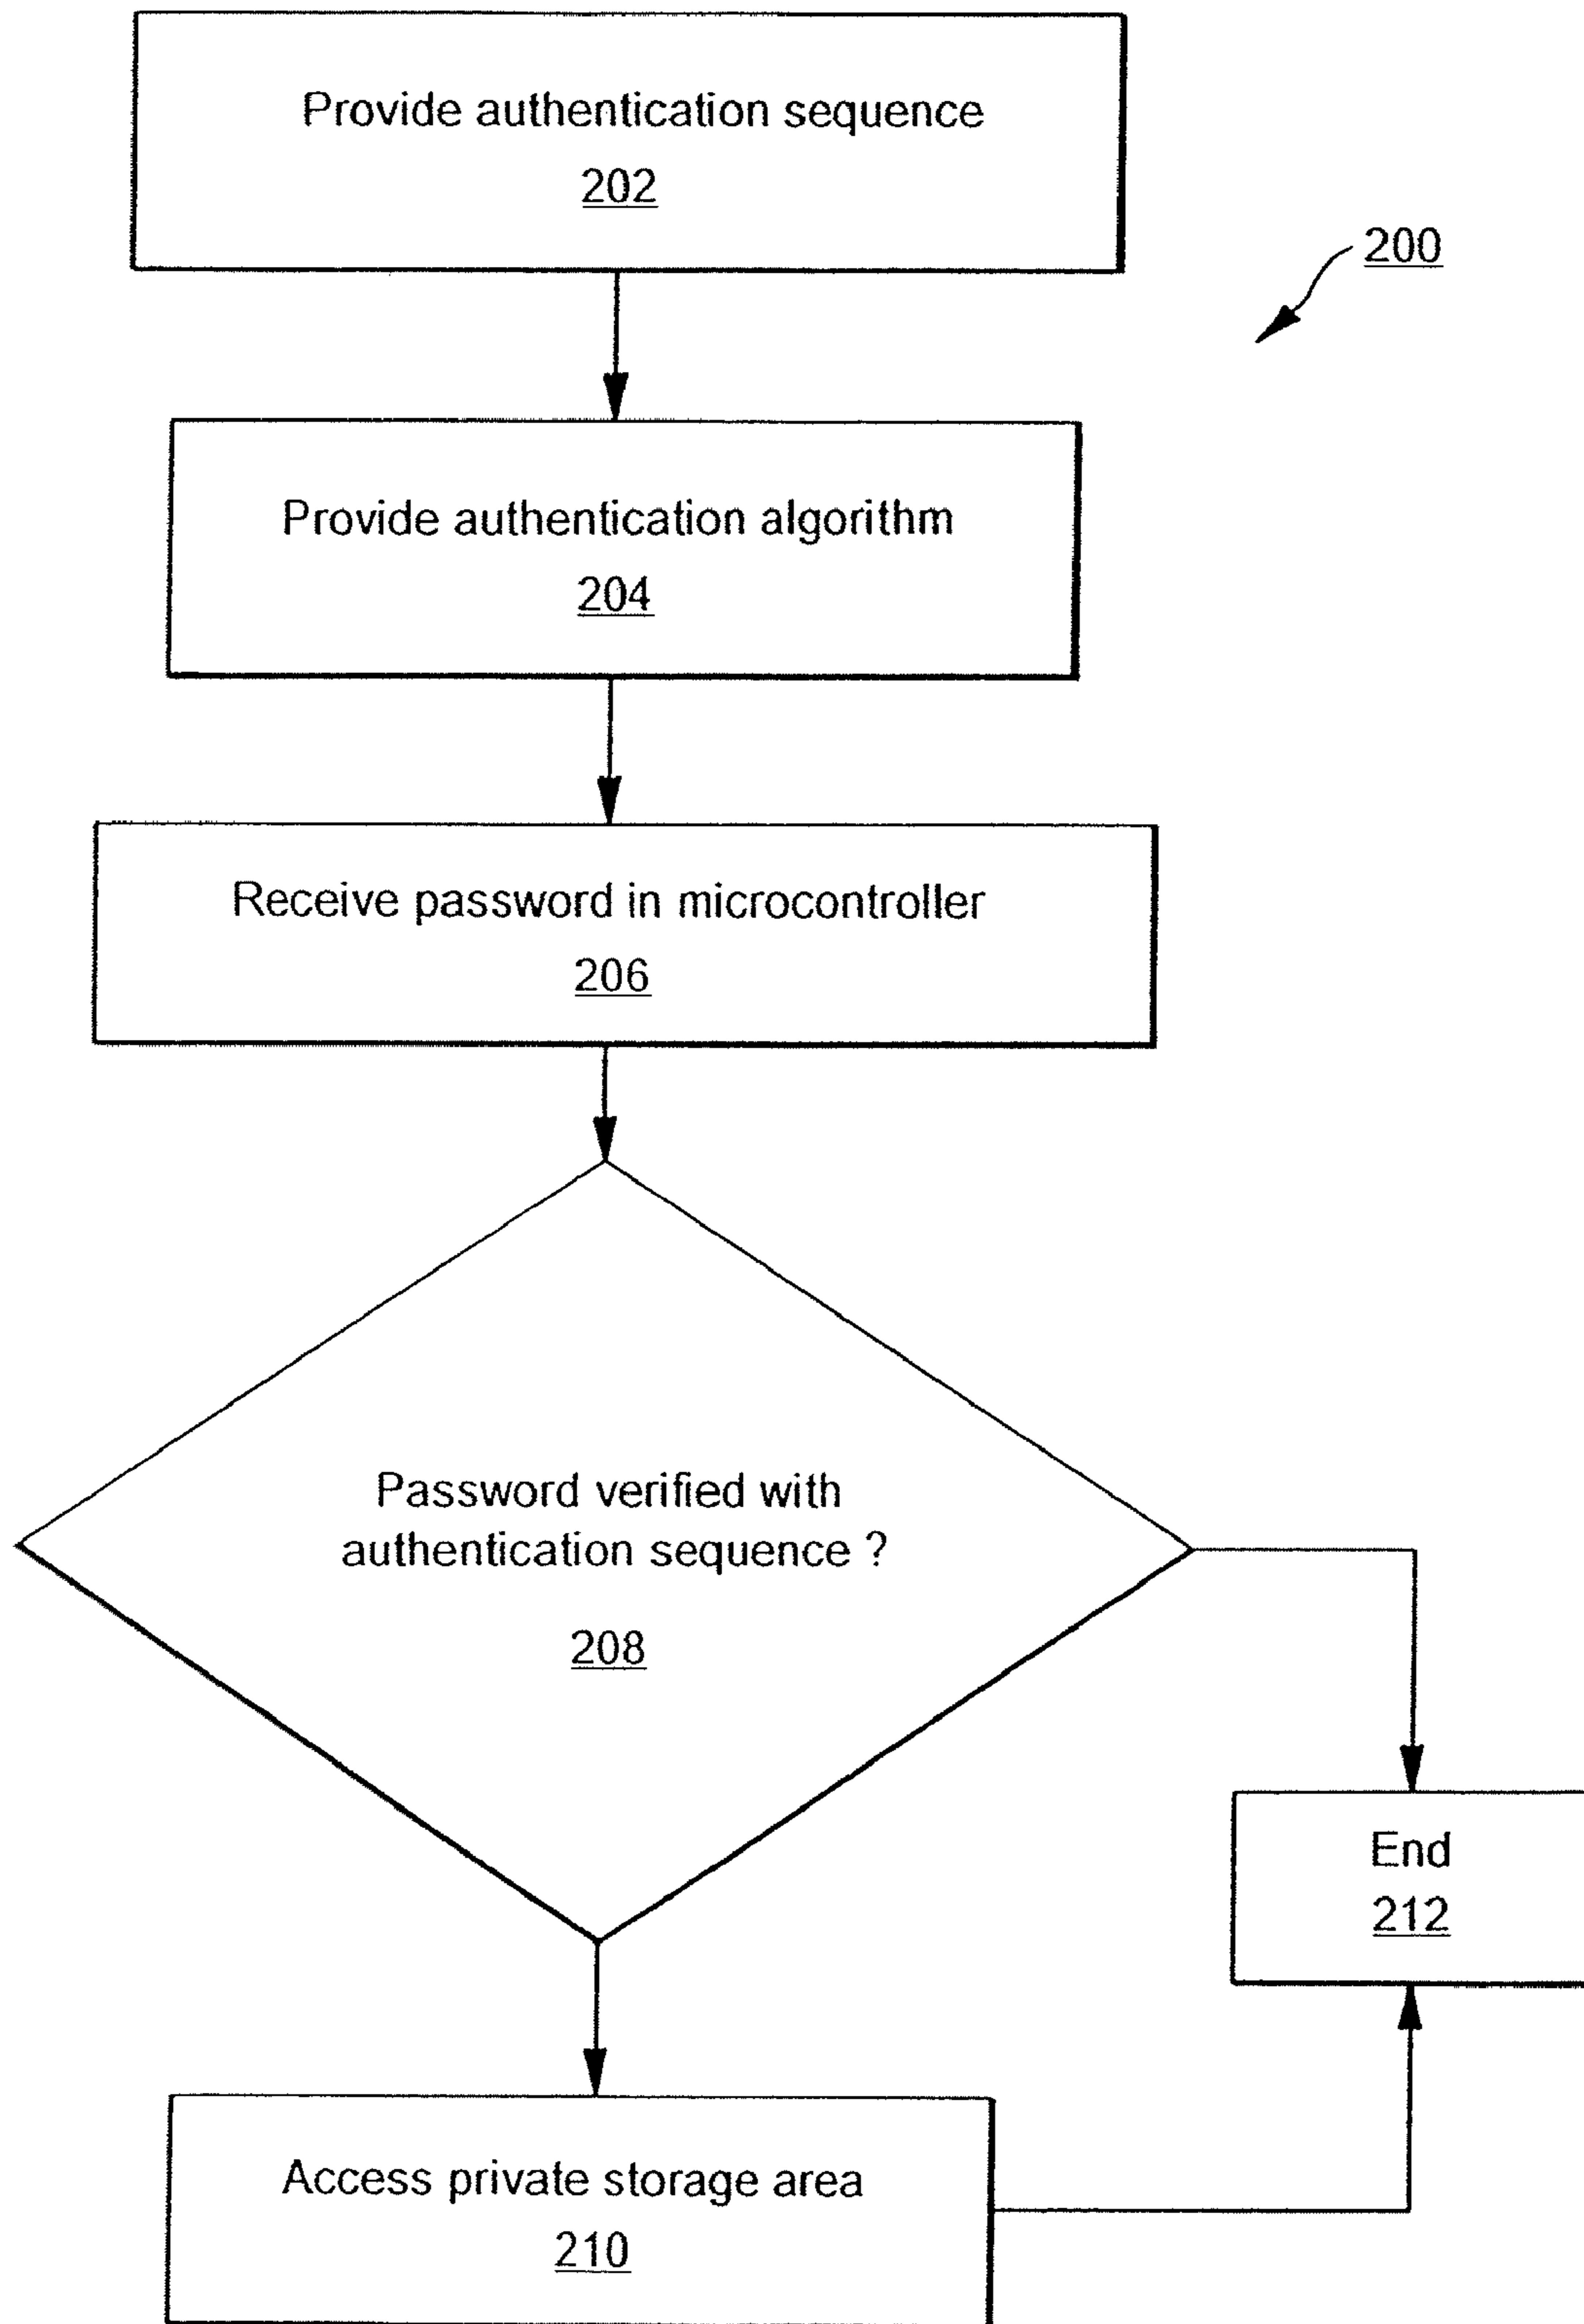 Provide authentication sequence
202
200
Provide authentication algorithm
204
Receive password in microcontroller
206
Password verified with
authentication sequence ?
208
End
212
Access private storage area
210